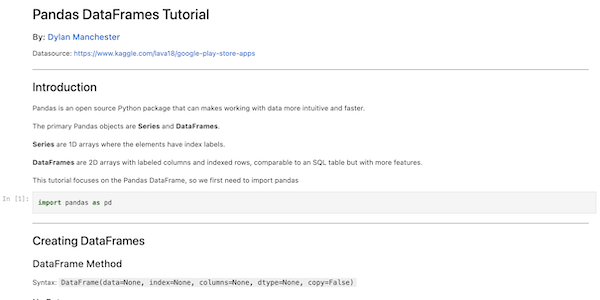 Pandas DataFrames Tutorial
By: Dylan Manchester
Datasource: https://www.kaggle.com/lava18/google-play-store-apps
Introduction
Pandas is an open source Python package that can makes working with data more intuitive and faster.
The primary Pandas objects are Series and DataFrames.
Series are 1D arrays where the elements have index labels.
DataFrames are 2D arrays with labeled columns and indexed rows, comparable to an SQL table but with more features.
This tutorial focuses on the Pandas DataFrame, so we first need to import pandas
In [1]: import pandas as pd
Creating DataFrames
DataFrame Method
Syntax: DataFrame(data=None, index=None, columns=None, dtype=None, copy=False)